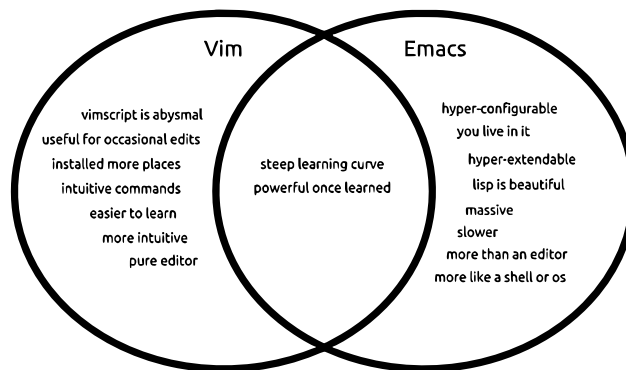 Vim
Emacs
vimscript is abysmal
useful for occasional edits
installed more places
intuitive commands
easier to learn
more intuitive
pure editor
steep learning curve
powerful once learned
hyper-configurable
you live in it
hyper-extendable
lisp is beautiful
massive
slower
more than an editor
more like a shell or os